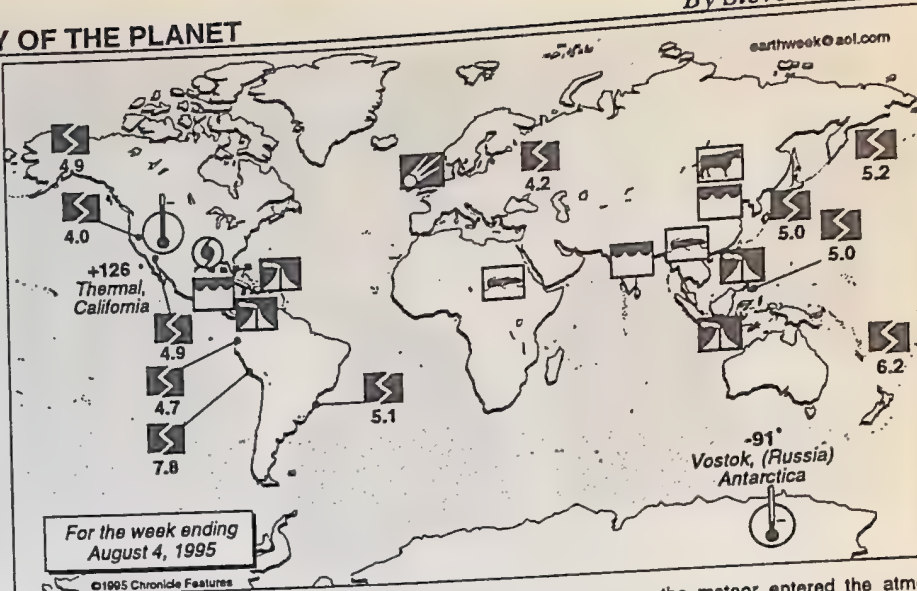 Y OF THE PLANET
earthweek@aol.com
4.9
4.2
5.2
4.0
5.0
5.0
+126°
Thermal,
California
4.9
6.2
4.7
5.1
7.8
-91°
Vostok, (Russia)
Antarctica
For the week ending
August 4, 1995
©1995 Chronicle Features
the meteor entered the atm